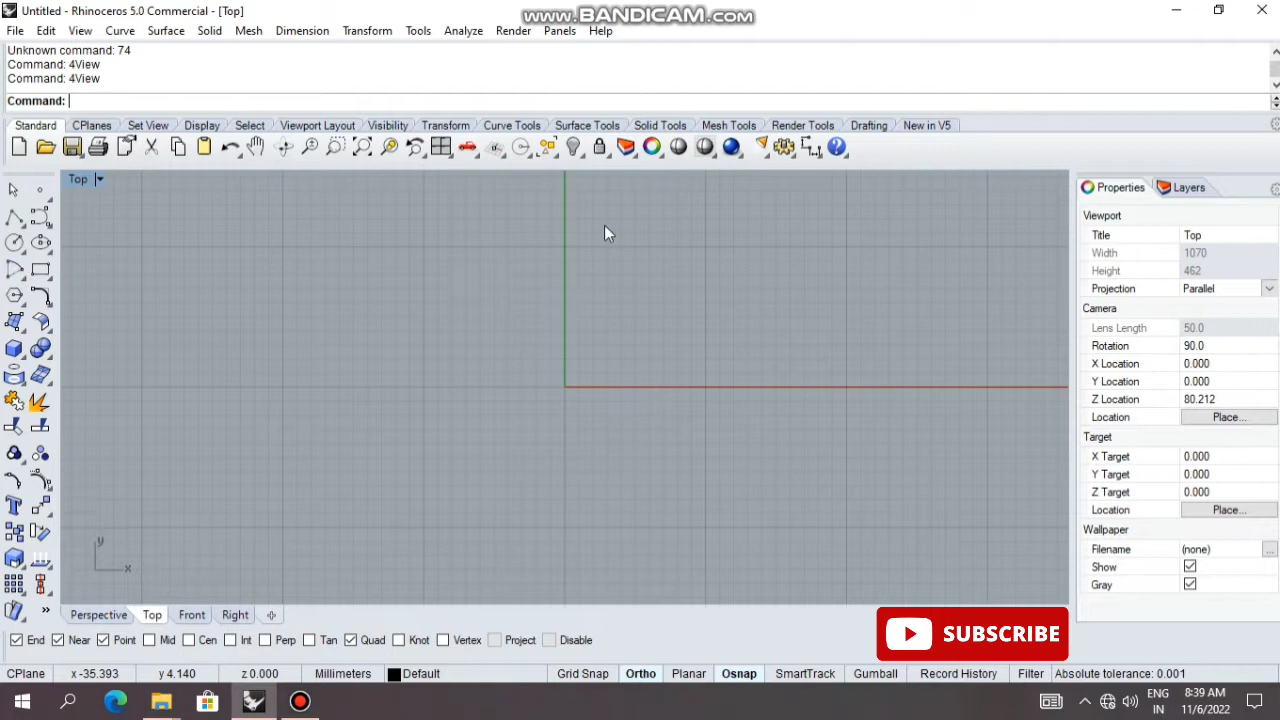 Untitled - Rhinoceros 5.0 Commercial - [Top]
www.BANDICAM.com
File Edit View Curve Surface Solid Mesh Dimension Transform Tools Analyze Render Panels Help
Unknown command: 74
Command: 4View
Command: 4View
Command:
Standard CPlanes Set View Display Select Viewport Layout Visibility Transform Curve Tools Surface Tools Solid Tools Mesh Tools Render Tools Drafting New in V5
Top
Properties Layers
Viewport
Title Top
Width 1070
Height 462
Projection Parallel
Camera
Lens Length 50.0
Rotation 90.0
X Location 0.000
Y Location 0.000
Z Location 80.212
Location Place...
Target
X Target 0.000
Y Target 0.000
Z Target 0.000
Location Place...
Wallpaper
Filename (none) ...
Show
Gray
y
x
Perspective Top Front Right
SUBSCRIBE
End Near Point Mid Cen Int Perp Tan Quad Knot Vertex Project Disable
CPlane x -35.393 y 4.140 z 0.000 Millimeters Default Grid Snap Ortho Planar Osnap SmartTrack Gumball Record History Filter Absolute tolerance: 0.001
ENG
IN
8:39 AM
11/6/2022